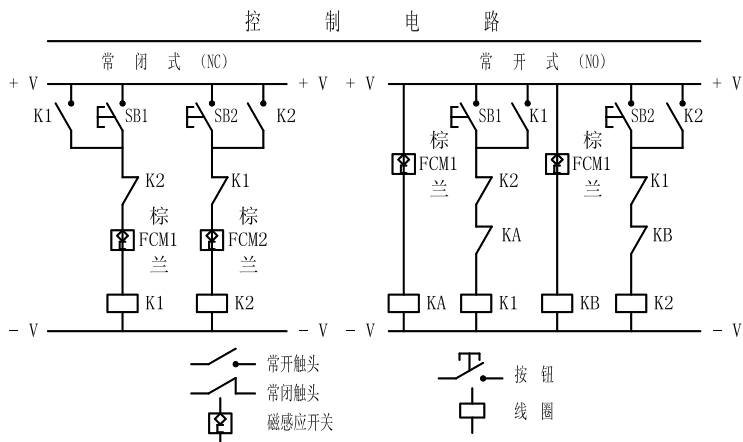 控 制 电 路
常 闭 式 (NC)
常 开 式 (NO)
+ V
+ V
+ V
+ V
K1
SB1
SB2
K2
SB1
K1
SB2
K2
棕
FCM1
兰
棕
FCM1
兰
K2
K1
K2
K1
棕
FCM1
兰
棕
FCM2
兰
KA
KB
K1
K2
KA
K1
KB
K2
- V
- V
- V
- V
常开触头
常闭触头
磁感应开关
按 钮
线 圈